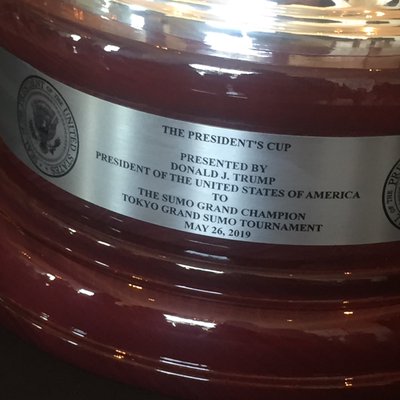 THE PRESIDENT'S CUP
PRESENTED BY
DONALD J. TRUMP
PRESIDENT OF THE UNITED STATES OF AMERICA
TO
THE SUMO GRAND CHAMPION
TOKYO GRAND SUMO TOURNAMENT
MAY 26, 2019